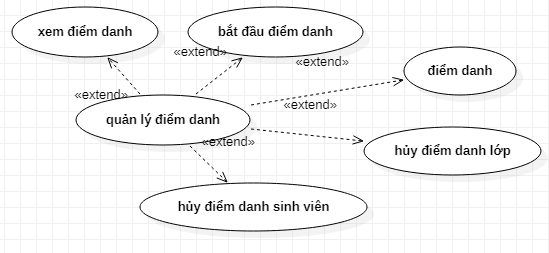 xem điểm danh
bắt đầu điểm danh
«extend»
«extend»
điểm danh
«extend»
«extend»
quản lý điểm danh
«extend»
hủy điểm danh lớp
hủy điểm danh sinh viên